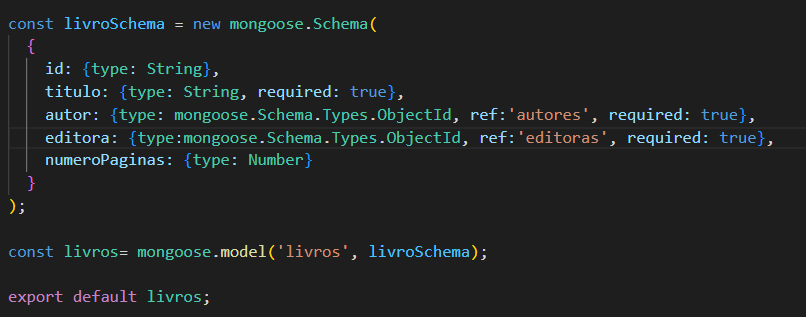 const livroSchema = new mongoose.Schema(
{
id: {type: String},
titulo: {type: String, required: true},
autor: {type: mongoose.Schema.Types.ObjectId, ref:'autores', required: true},
editora: {type:mongoose.Schema.Types.ObjectId, ref:'editoras', required: true},
numeroPaginas: {type: Number}
}
);
const livros= mongoose.model('livros', livroSchema);
export default livros;